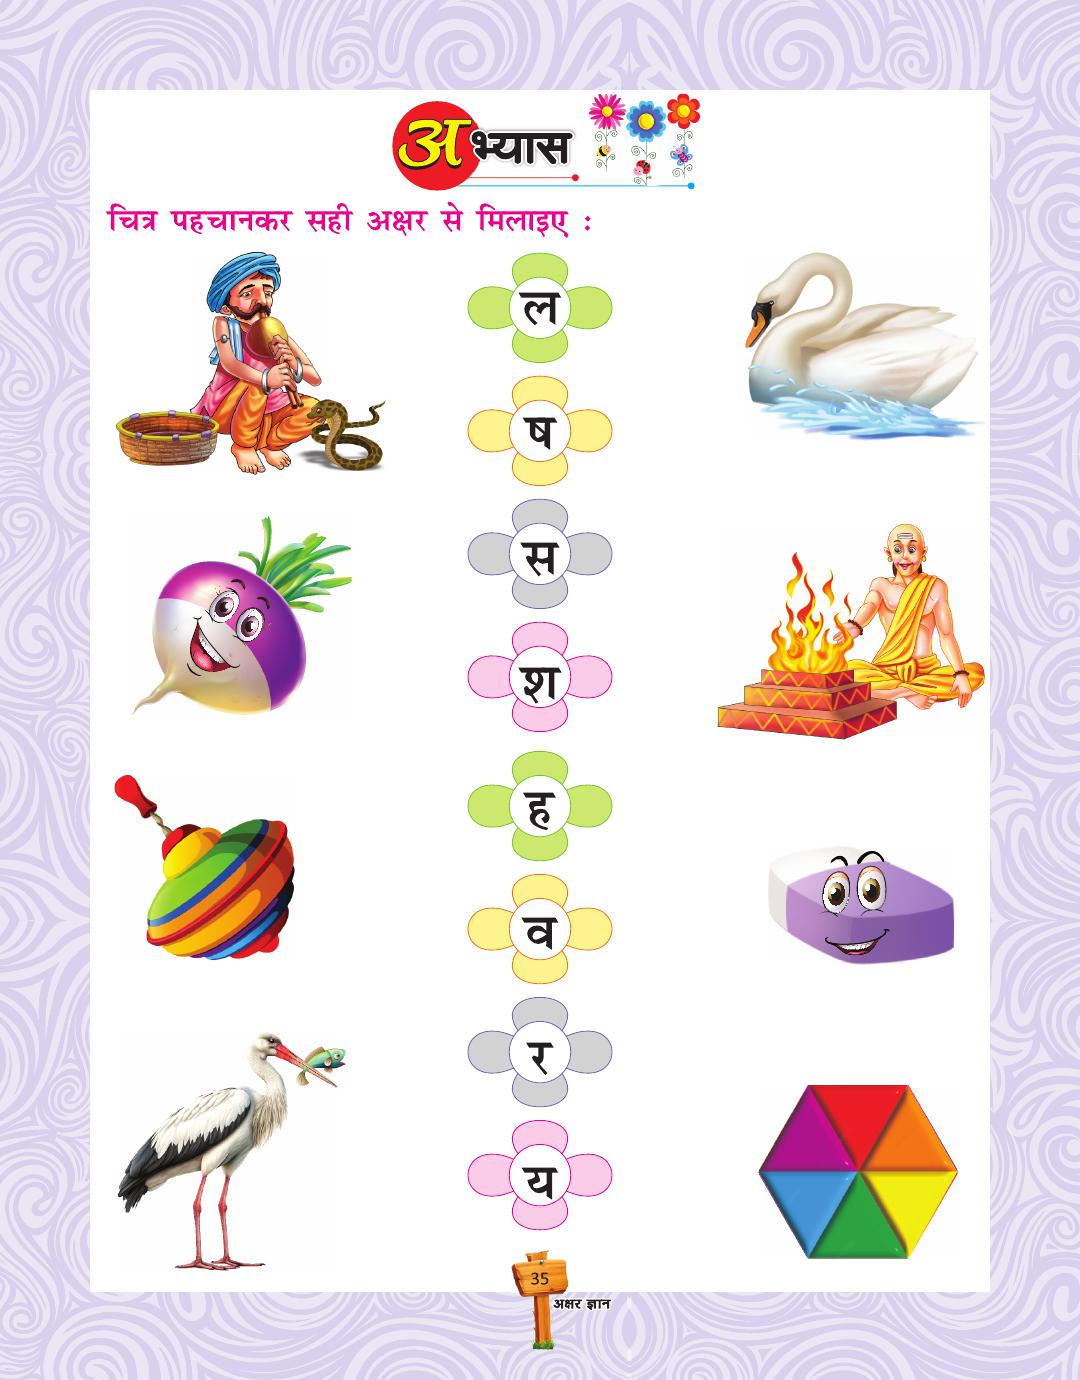 अभ्यास
चित्र पहचानकर सही अक्षर से मिलाइए :
ल
ष
स
श
ह
व
र
य
35
अक्षर ज्ञान